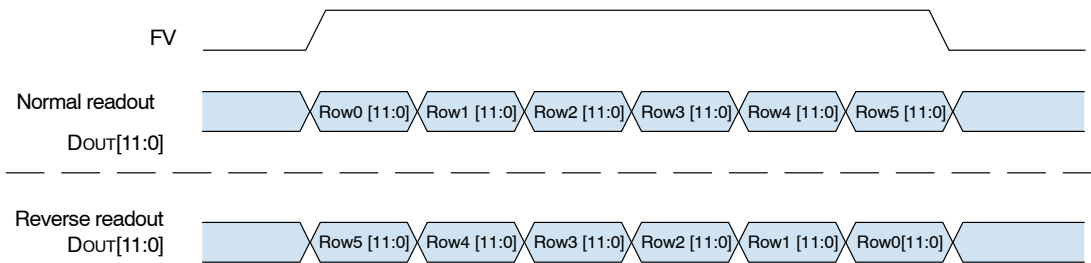 FV
Normal readout
DOUT[11:0]
Row0 [11:0] Row1 [11:0] Row2 [11:0] Row3 [11:0] Row4 [11:0] Row5 [11:0]
Reverse readout
DOUT[11:0]
Row5 [11:0] Row4 [11:0] Row3 [11:0] Row2 [11:0] Row1 [11:0] Row0[11:0]